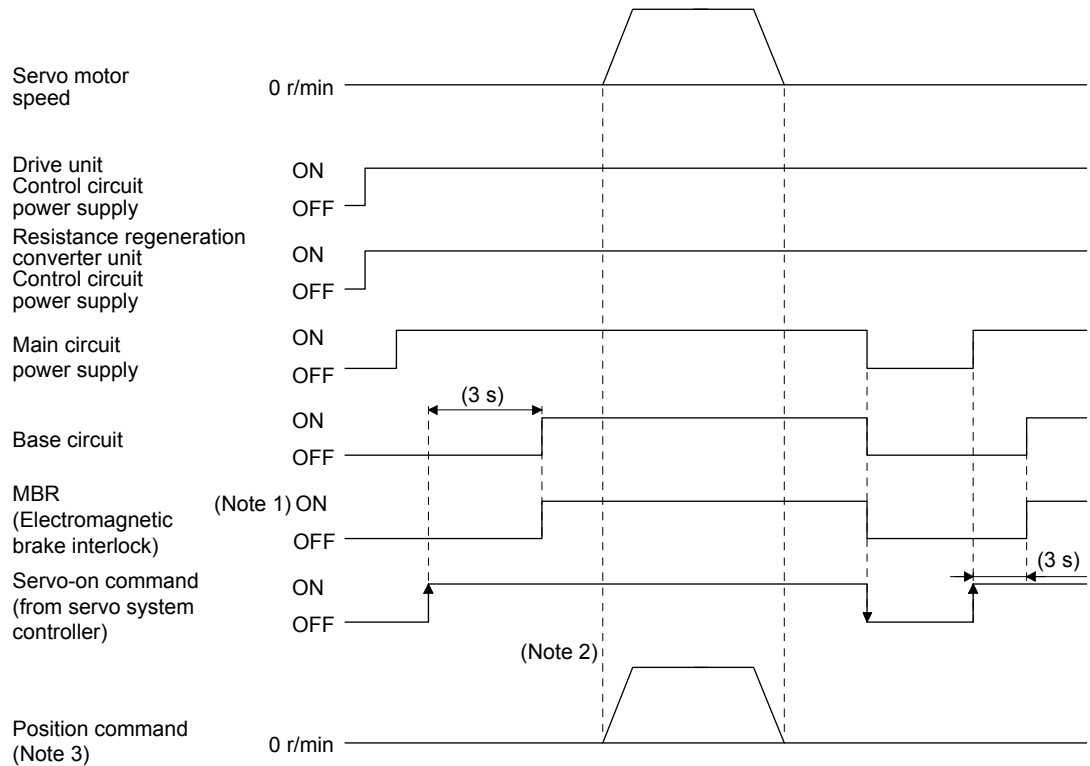 Servo motor
speed
0 r/min
Drive unit
Control circuit
power supply
ON
OFF
Resistance regeneration
converter unit
Control circuit
power supply
ON
OFF
Main circuit
power supply
ON
OFF
(3 s)
Base circuit
ON
OFF
MBR
(Electromagnetic
brake interlock)
(Note 1) ON
OFF
(3 s)
Servo-on command
(from servo system
controller)
ON
OFF
(Note 2)
Position command
(Note 3)
0 r/min